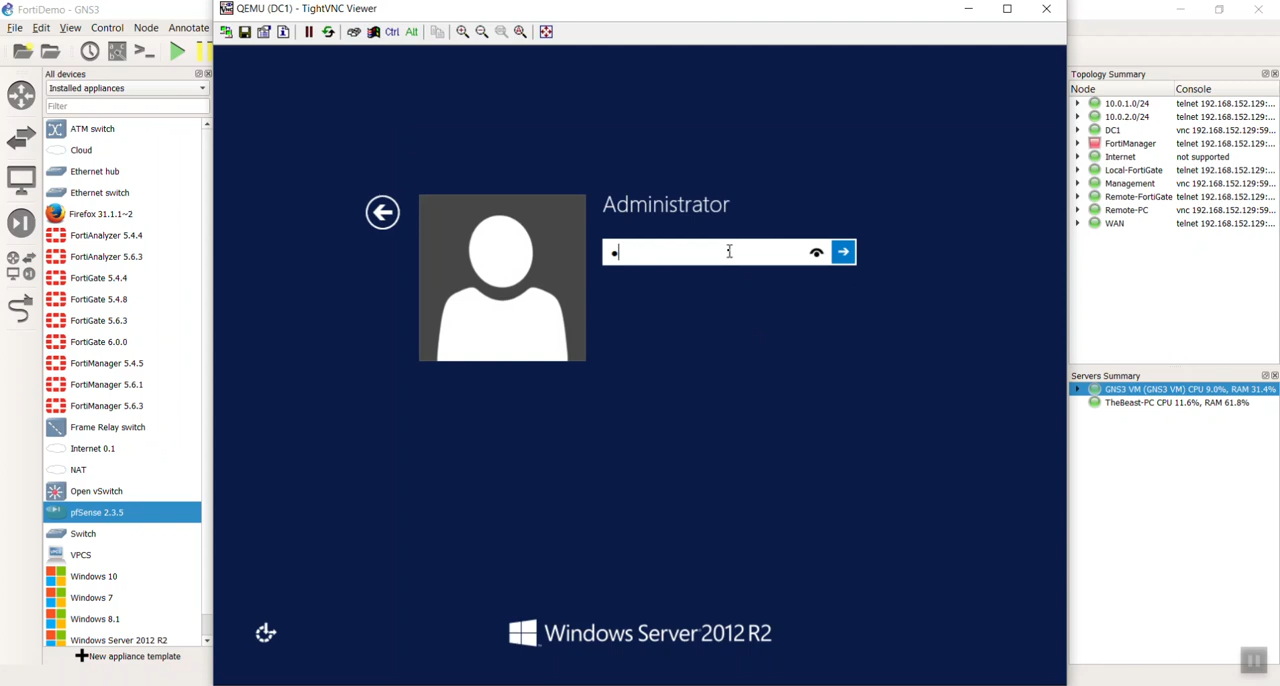 FortiDemo - GNS3
QEMU (DC1) - TightVNC Viewer
File Edit View Control Node Annotate
Ctrl Alt
All devices
Installed appliances
Filter
ATM switch
Cloud
Ethernet hub
Ethernet switch
Firefox 31.1.1~2
FortiAnalyzer 5.4.4
FortiAnalyzer 5.6.3
FortiGate 5.4.4
FortiGate 5.4.8
FortiGate 5.6.3
FortiGate 6.0.0
FortiManager 5.4.5
FortiManager 5.6.1
FortiManager 5.6.3
Frame Relay switch
Internet 0.1
NAT
Open vSwitch
pfSense 2.3.5
Switch
VPCS
Windows 10
Windows 7
Windows 8.1
Windows Server 2012 R2
New appliance template
Administrator
Windows Server 2012 R2
Topology Summary
Node Console
10.0.1.0/24 telnet 192.168.152.129:...
10.0.2.0/24 telnet 192.168.152.129:...
DC1 vnc 192.168.152.129:59...
FortiManager telnet 192.168.152.129:...
Internet not supported
Local-FortiGate telnet 192.168.152.129:...
Management vnc 192.168.152.129:59...
Remote-FortiGate telnet 192.168.152.129:...
Remote-PC vnc 192.168.152.129:59...
WAN telnet 192.168.152.129:...
Servers Summary
GNS3 VM (GNS3 VM) CPU 9.0%, RAM 31.4%
TheBeast-PC CPU 11.6%, RAM 61.8%